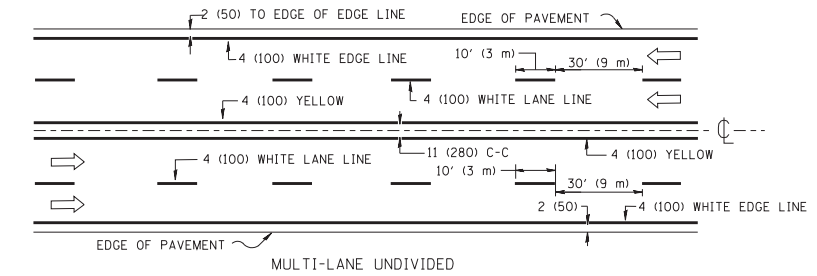 2 (50) TO EDGE OF EDGE LINE
EDGE OF PAVEMENT
4 (100) WHITE EDGE LINE
10' (3 m)
30' (9 m)
4 (100) YELLOW
4 (100) WHITE LANE LINE
℄
4 (100) WHITE LANE LINE
11 (280) C-C
4 (100) YELLOW
10' (3 m)
30' (9 m)
2 (50)
4 (100) WHITE EDGE LINE
EDGE OF PAVEMENT
MULTI-LANE UNDIVIDED